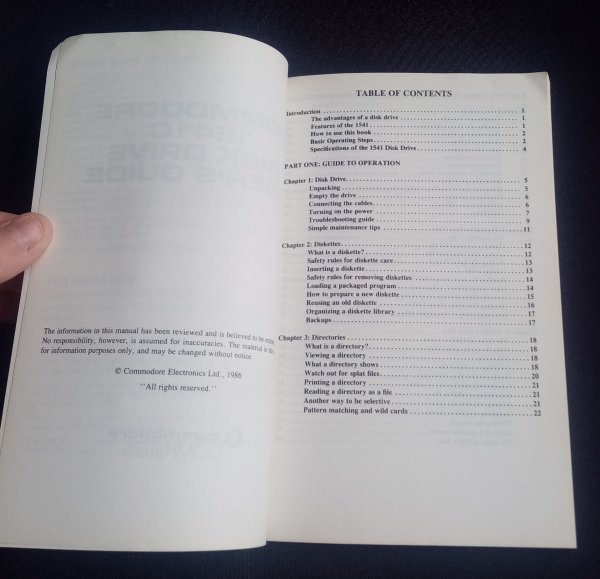 The information in this manual has been reviewed and is believed to be
No responsibility, however, is assumed for inaccuracies. The material is
for information purposes only, and may be changed without notice.
© Commodore Electronics Ltd., 1986
"All rights reserved."
TABLE OF CONTENTS
Introduction 1
The advantages of a disk drive 1
Features of the 1541 1
How to use this book 2
Basic Operating Steps 2
Specifications of the 1541 Disk Drive 4
PART ONE: GUIDE TO OPERATION
Chapter 1: Disk Drive 5
Unpacking 5
Empty the drive 6
Connecting the cables 6
Turning on the power 7
Troubleshooting guide 9
Simple maintenance tips 11
Chapter 2: Diskettes 12
What is a diskette? 12
Safety rules for diskette care 13
Inserting a diskette 13
Safety rules for removing diskettes 14
Loading a packaged program 14
How to prepare a new diskette 15
Reusing an old diskette 16
Organizing a diskette library 17
Backups 17
Chapter 3: Directories 18
What is a directory? 18
Viewing a directory 18
What a directory shows 18
Watch out for splat files 20
Printing a directory 21
Reading a directory as a file 21
Another way to be selective 21
Pattern matching and wild cards 22